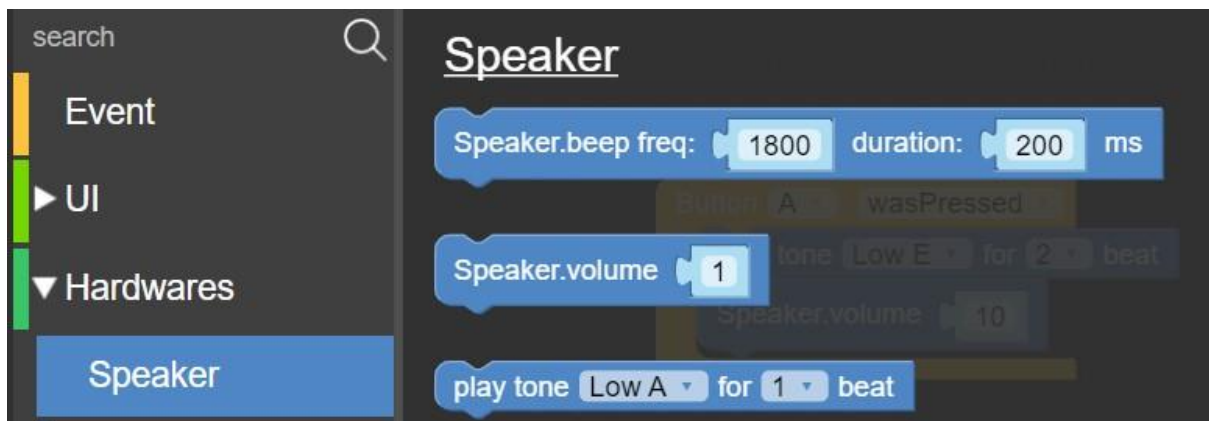 search
Event
UI
Hardwares
Speaker
Speaker
Speaker.beep freq: 1800 duration: 200 ms
Button A wasPressed
tone Low E for 2 beat
Speaker.volume 1
Speaker.volume 10
play tone Low A for 1 beat